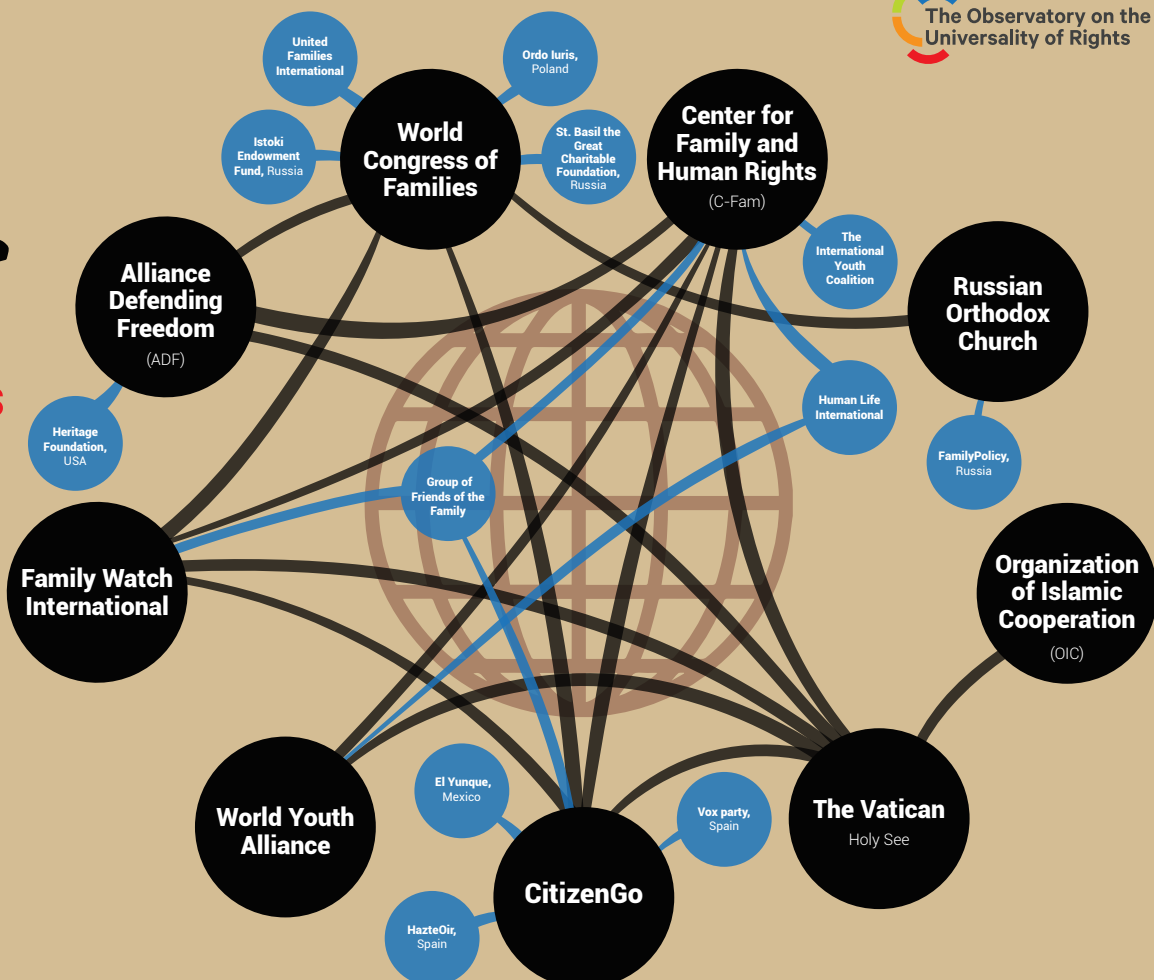 The Observatory on the
Universality of Rights
United
Families
International
Ordo Iuris,
Poland
World
Congress of
Families
Center for
Family and
Human Rights
(C-Fam)
Istoki
Endowment
Fund, Russia
St. Basil the
Great
Charitable
Foundation,
Russia
The
International
Youth
Coalition
Alliance
Defending
Freedom
(ADF)
Russian
Orthodox
Church
Heritage
Foundation,
USA
Human Life
International
FamilyPolicy,
Russia
Group of
Friends of the
Family
Family Watch
International
Organization
of Islamic
Cooperation
(OIC)
World Youth
Alliance
El Yunque,
Mexico
Vox party,
Spain
The Vatican
Holy See
CitizenGo
HazteOir,
Spain